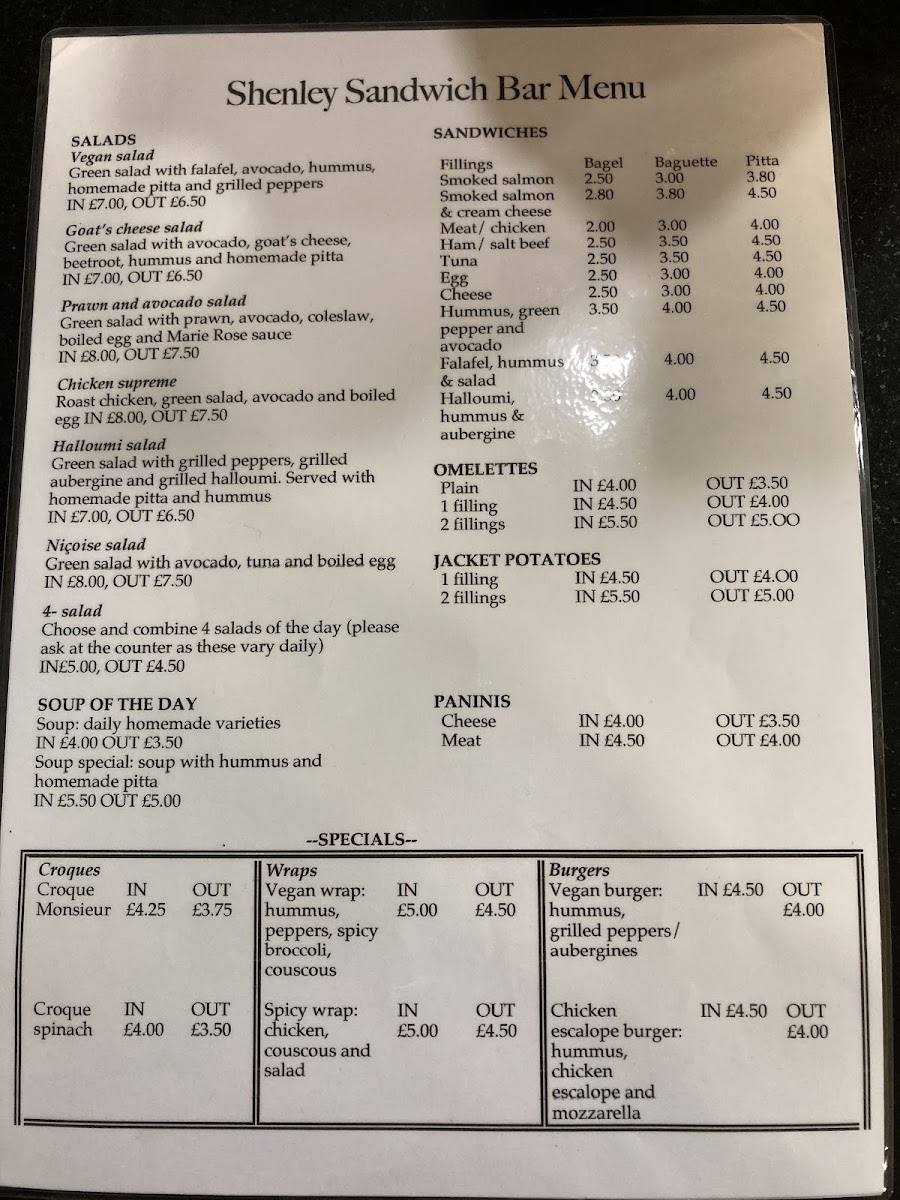 Shenley Sandwich Bar Menu
SALADS
Vegan salad
Green salad with falafel, avocado, hummus,
homemade pitta and grilled peppers
IN £7.00, OUT £6.50
Goat's cheese salad
Green salad with avocado, goat's cheese,
beetroot, hummus and homemade pitta
IN £7.00, OUT £6.50
Prawn and avocado salad
Green salad with prawn, avocado, coleslaw,
boiled egg and Marie Rose sauce
IN £8.00, OUT £7.50
Chicken supreme
Roast chicken, green salad, avocado and boiled
egg IN £8.00, OUT £7.50
Halloumi salad
Green salad with grilled peppers, grilled
aubergine and grilled halloumi. Served with
homemade pitta and hummus
IN £7.00, OUT £6.50
Niçoise salad
Green salad with avocado, tuna and boiled egg
IN £8.00, OUT £7.50
4- salad
Choose and combine 4 salads of the day (please
ask at the counter as these vary daily)
IN£5.00, OUT £4.50
SOUP OF THE DAY
Soup: daily homemade varieties
IN £4.00 OUT £3.50
Soup special: soup with hummus and
homemade pitta
IN £5.50 OUT £5.00
SANDWICHES
Fillings Bagel Baguette Pitta
Smoked salmon 2.50 3.00 3.80
Smoked salmon 2.80 3.80 4.50
& cream cheese
Meat/ chicken 2.00 3.00 4.00
Ham/ salt beef 2.50 3.50 4.50
Tuna 2.50 3.50 4.50
Egg 2.50 3.00 4.00
Cheese 2.50 3.00 4.00
Hummus, green 3.50 4.00 4.50
pepper and
avocado
Falafel, hummus 4.00 4.50
& salad
Halloumi, 4.00 4.50
hummus &
aubergine
OMELETTES
Plain IN £4.00 OUT £3.50
1 filling IN £4.50 OUT £4.00
2 fillings IN £5.50 OUT £5.OO
JACKET POTATOES
1 filling IN £4.50 OUT £4.OO
2 fillings IN £5.50 OUT £5.00
PANINIS
Cheese IN £4.00 OUT £3.50
Meat IN £4.50 OUT £4.00
--SPECIALS--
Croques
Croque IN OUT
Monsieur £4.25 £3.75
Croque IN OUT
spinach £4.00 £3.50
Wraps
Vegan wrap: IN OUT
hummus, £5.00 £4.50
peppers, spicy
broccoli,
couscous
Spicy wrap: IN OUT
chicken, £5.00 £4.50
couscous and
salad
Burgers
Vegan burger: IN £4.50 OUT
hummus, £4.00
grilled peppers/
aubergines
Chicken IN £4.50 OUT
escalope burger: £4.00
hummus,
chicken
escalope and
mozzarella